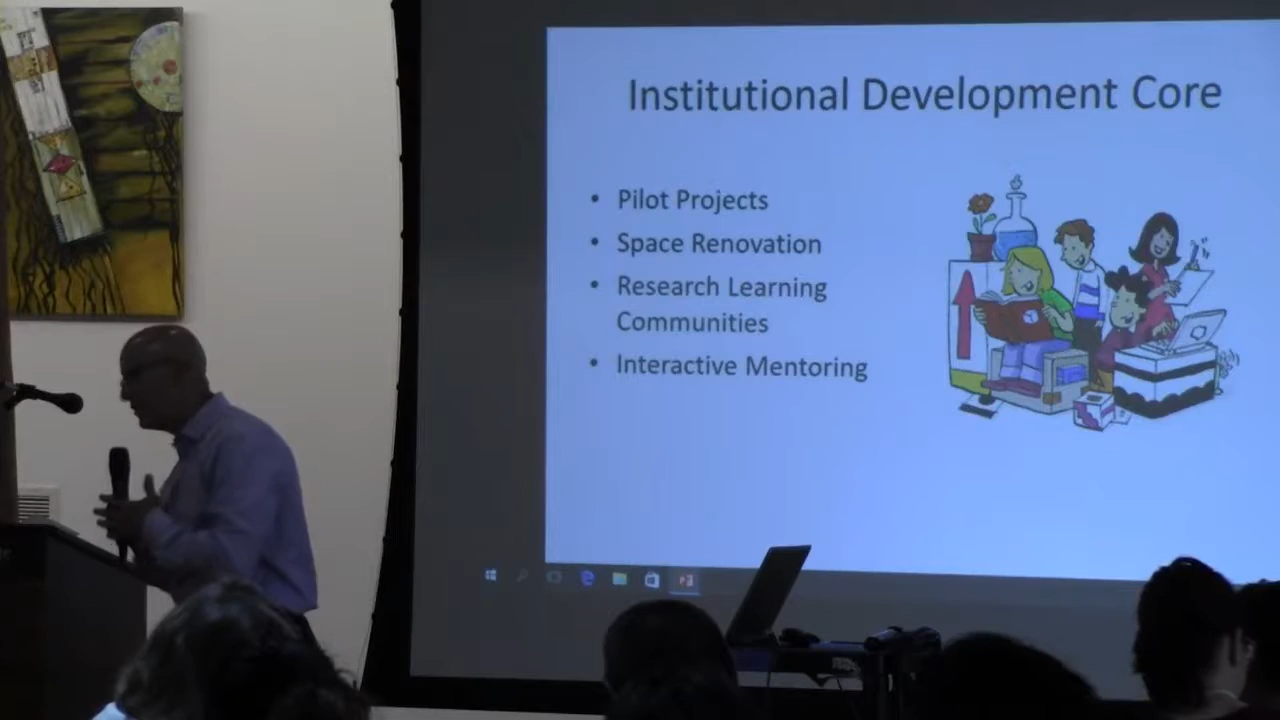 Institutional Development Core
• Pilot Projects
• Space Renovation
• Research Learning
Communities
• Interactive Mentoring